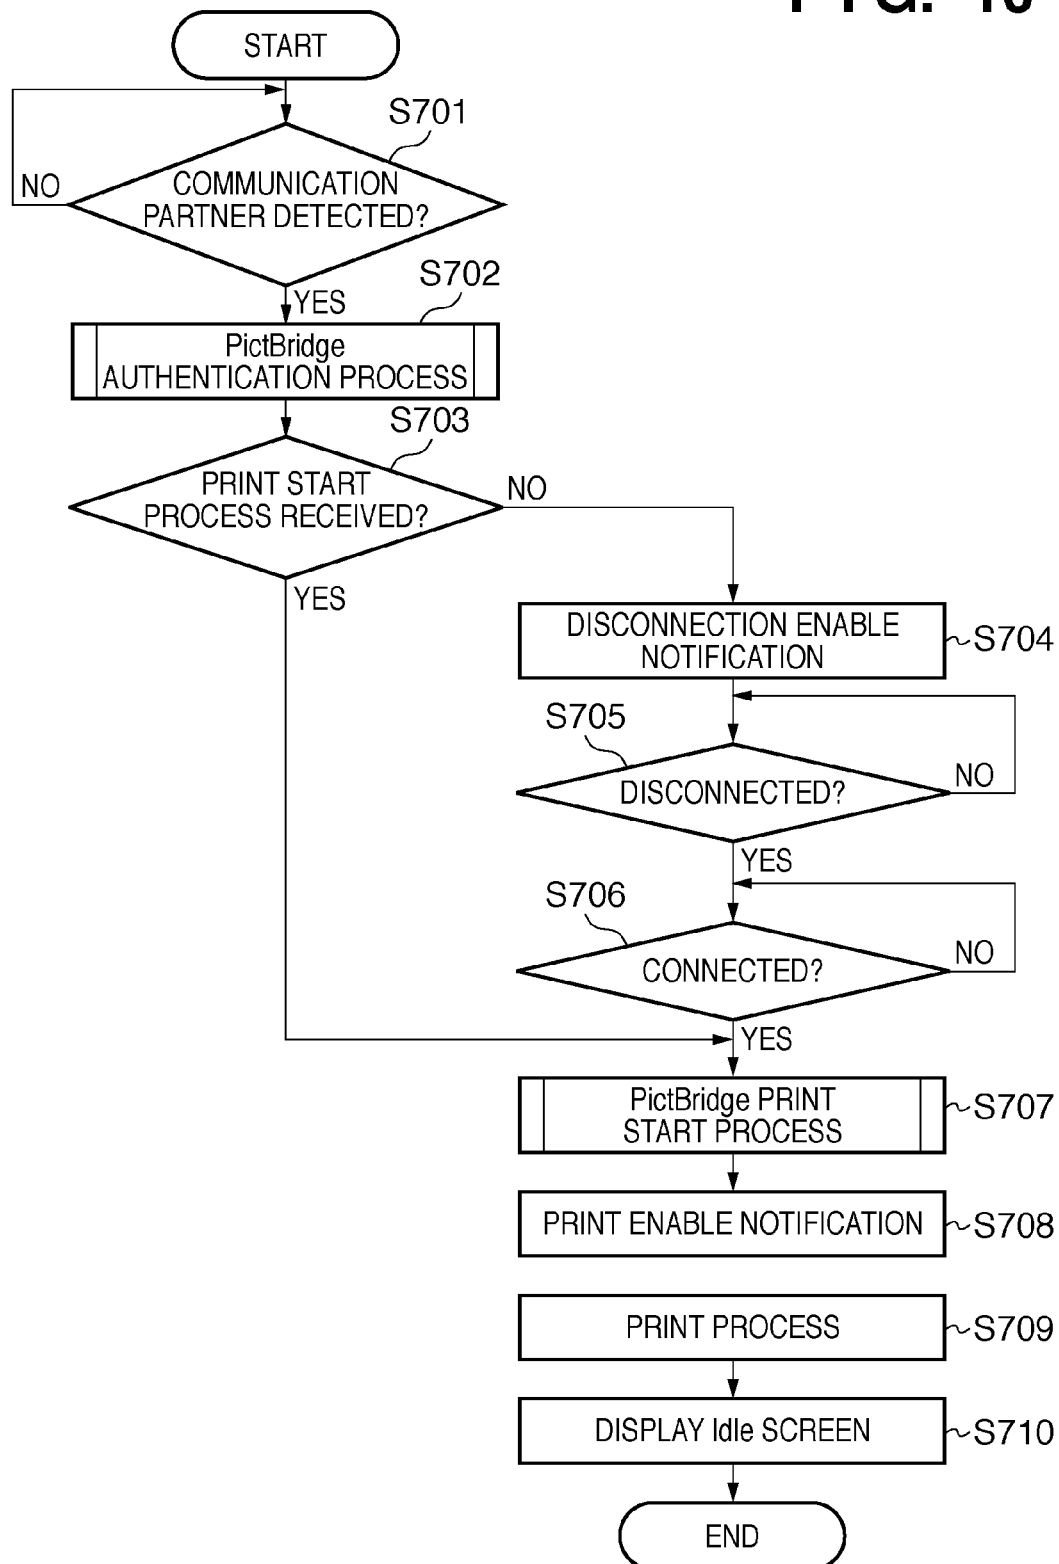 START
S701
COMMUNICATION
PARTNER DETECTED?
NO
S702
YES
PictBridge
AUTHENTICATION PROCESS
S703
PRINT START
PROCESS RECEIVED?
NO
YES
DISCONNECTION ENABLE
NOTIFICATION
S704
S705
DISCONNECTED?
NO
YES
S706
CONNECTED?
NO
YES
PictBridge PRINT
START PROCESS
S707
PRINT ENABLE NOTIFICATION
S708
PRINT PROCESS
S709
DISPLAY Idle SCREEN
S710
END